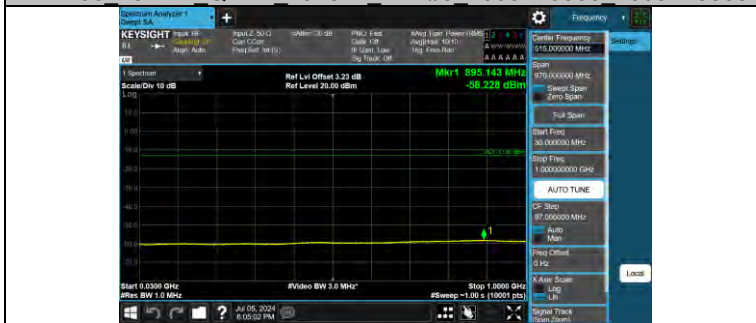 Spectrum Analyzer 1
Swept SA
Frequency
KEYSIGHT Input: RF
Input Z: 50 Ω
#Atten: 30 dB
PNO: Fast
#Avg Type: Power (RMS
Align: Auto
Corr CCorr
Freq Ref: Int (S)
Gate: Off
IF Gain: Low
Sig Track: Off
Avg|Hold: 10/10
Trig: Free Run
A A A A A A
1 Spectrum
Scale/Div 10 dB
Ref Lvl Offset 3.23 dB
Ref Level 20.00 dBm
Mkr1 895.143 MHz
-58.228 dBm
Log
10.0
0.00
1
Start 0.0300 GHz
#Video BW 3.0 MHz*
Stop 1.0000 GHz
#Res BW 1.0 MHz
#Sweep ~1.00 s (10001 pts)
Jul 05, 2024
6:05:02 PM
Center Frequency
515.000000 MHz
Settings
Span
970.000000 MHz
Swept Span
Zero Span
Full Span
Start Freq
30.000000 MHz
Stop Freq
1.000000000 GHz
AUTO TUNE
CF Step
97.000000 MHz
Auto
Man
Freq Offset
0 Hz
X Axis Scale
Log
Lin
Signal Track
(Span Zoom)
Local